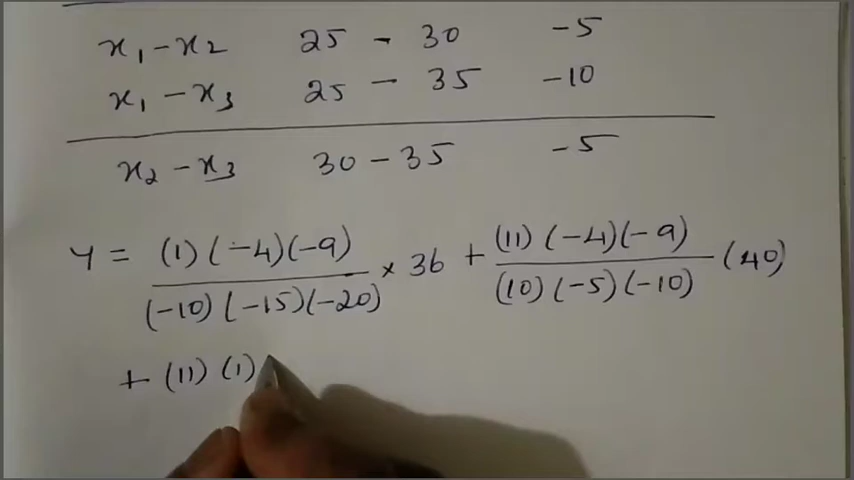 x₁ - x₂ 25 - 30 -5
x₁ - x₃ 25 - 35 -10
x₂ - x₃ 30 - 35 -5
y = (1)(-4)(-9) / (-10)(-15)(-20) × 36 + (11)(-4)(-9) / (10)(-5)(-10) (40)
+ (11)(1)